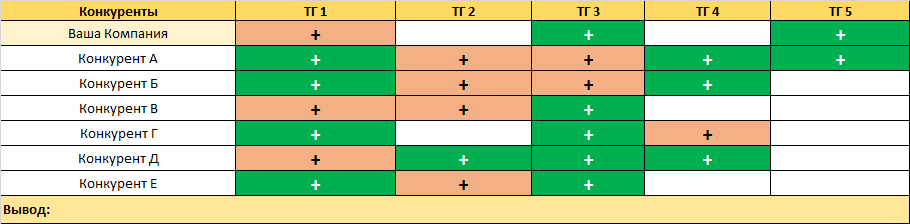 Конкуренты ТГ 1 ТГ 2 ТГ 3 ТГ 4 ТГ 5
Ваша Компания + + +
Конкурент А + + + + +
Конкурент Б + + + +
Конкурент В + + +
Конкурент Г + + +
Конкурент Д + + + +
Конкурент Е + + +
Вывод: